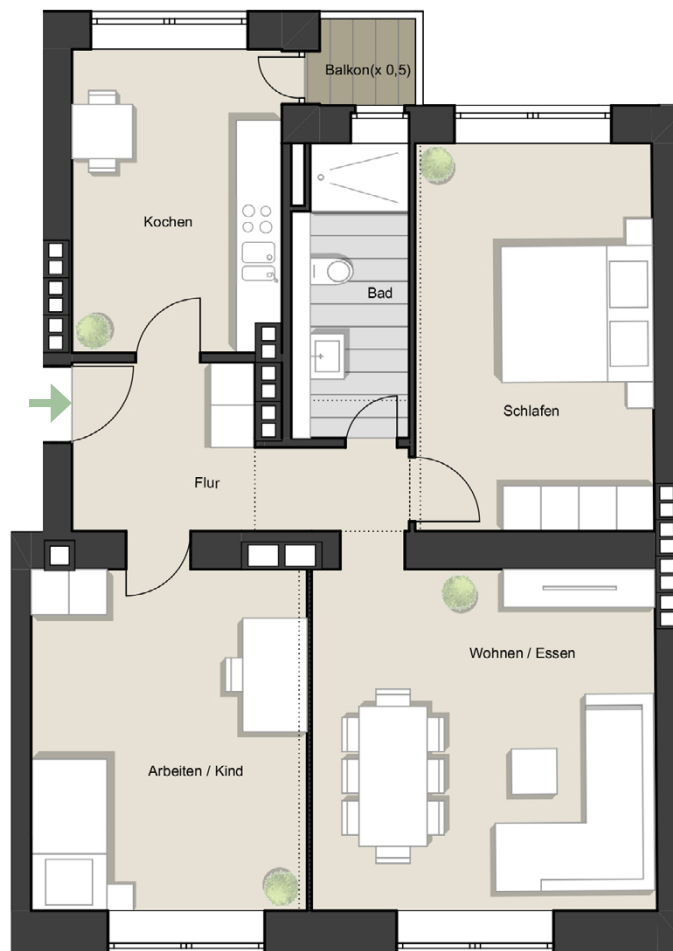 Balkon(x 0,5)
Kochen
Bad
Schlafen
Flur
Wohnen / Essen
Arbeiten / Kind